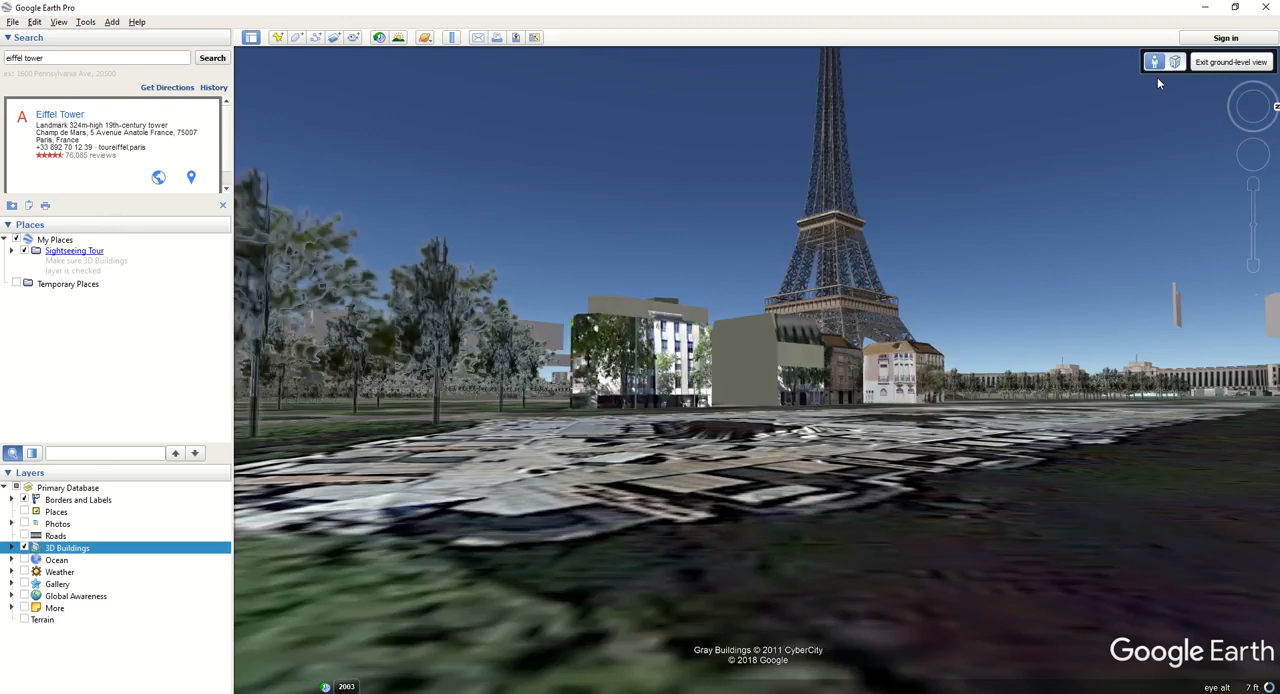 Google Earth Pro
File Edit View Tools Add Help
Search
Sign in
eiffel tower
Search
ex: 1600 Pennsylvania Ave, 20500
Exit ground-level view
Get Directions History
A
Eiffel Tower
Landmark 324m-high 19th-century tower
Champ de Mars, 5 Avenue Anatole France, 75007
Paris, France
+33 892 70 12 39 · toureiffel.paris
76,085 reviews
Places
My Places
Sightseeing Tour
Make sure 3D Buildings
layer is checked
Temporary Places
Layers
Primary Database
Borders and Labels
Places
Photos
Roads
3D Buildings
Ocean
Weather
Gallery
Global Awareness
More
Terrain
Gray Buildings © 2011 CyberCity
© 2018 Google
Google Earth
2003
eye alt 7 ft